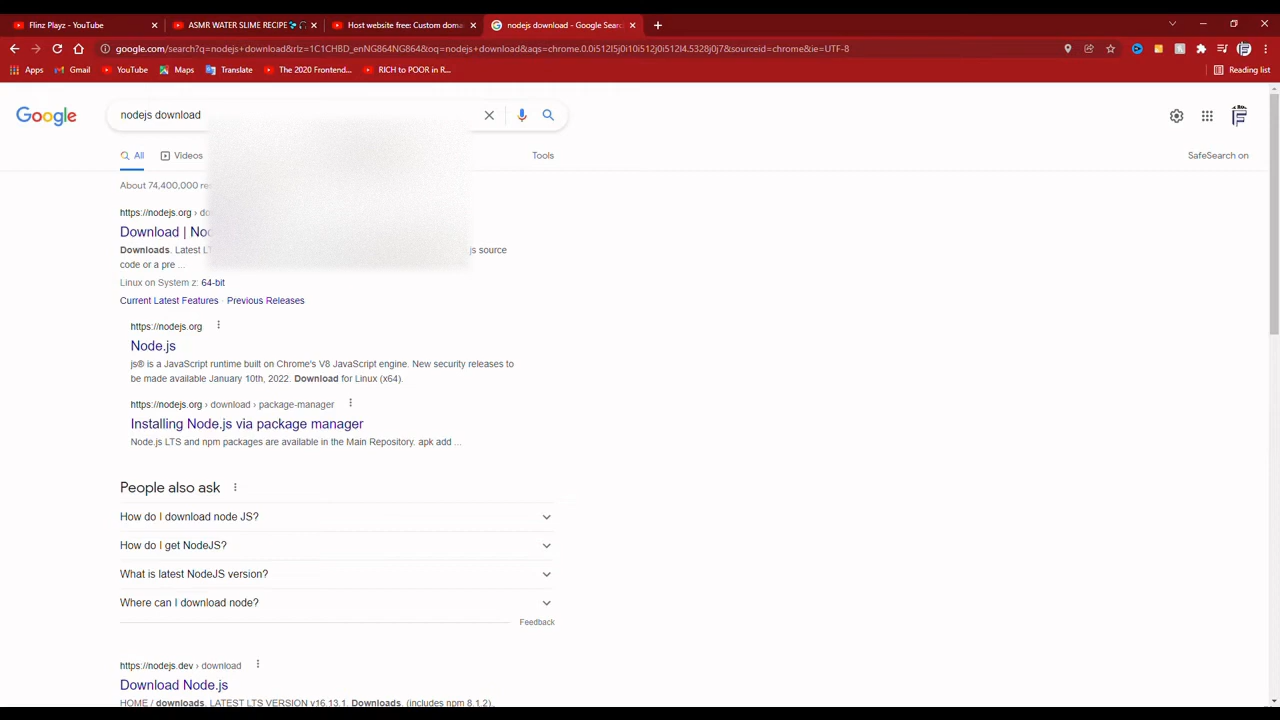 Flinz Playz - YouTube
ASMR WATER SLIME RECIPE
Host website free: Custom doma
nodejs download - Google Searc
google.com/search?q=nodejs+download&rlz=1C1CHBD_enNG864NG864&oq=nodejs+download&aqs=chrome.0.0i512l5j0i10i512j0i512l4.5328j0j7&sourceid=chrome&ie=UTF-8
Apps
Gmail
YouTube
Maps
Translate
The 2020 Frontend...
RICH to POOR in R...
Reading list
Google
nodejs download
All
Videos
Tools
SafeSearch on
About 74,400,000 re
https://nodejs.org › do
Download | No
Downloads. Latest LT
js source
code or a pre ...
Linux on System z: 64-bit
Current Latest Features · Previous Releases
https://nodejs.org
Node.js
js® is a JavaScript runtime built on Chrome's V8 JavaScript engine. New security releases to
be made available January 10th, 2022. Download for Linux (x64).
https://nodejs.org › download › package-manager
Installing Node.js via package manager
Node.js LTS and npm packages are available in the Main Repository. apk add ...
People also ask
How do I download node JS?
How do I get NodeJS?
What is latest NodeJS version?
Where can I download node?
Feedback
https://nodejs.dev › download
Download Node.js
HOME / downloads. LATEST LTS VERSION v16.13.1. Downloads. (includes npm 8.1.2).